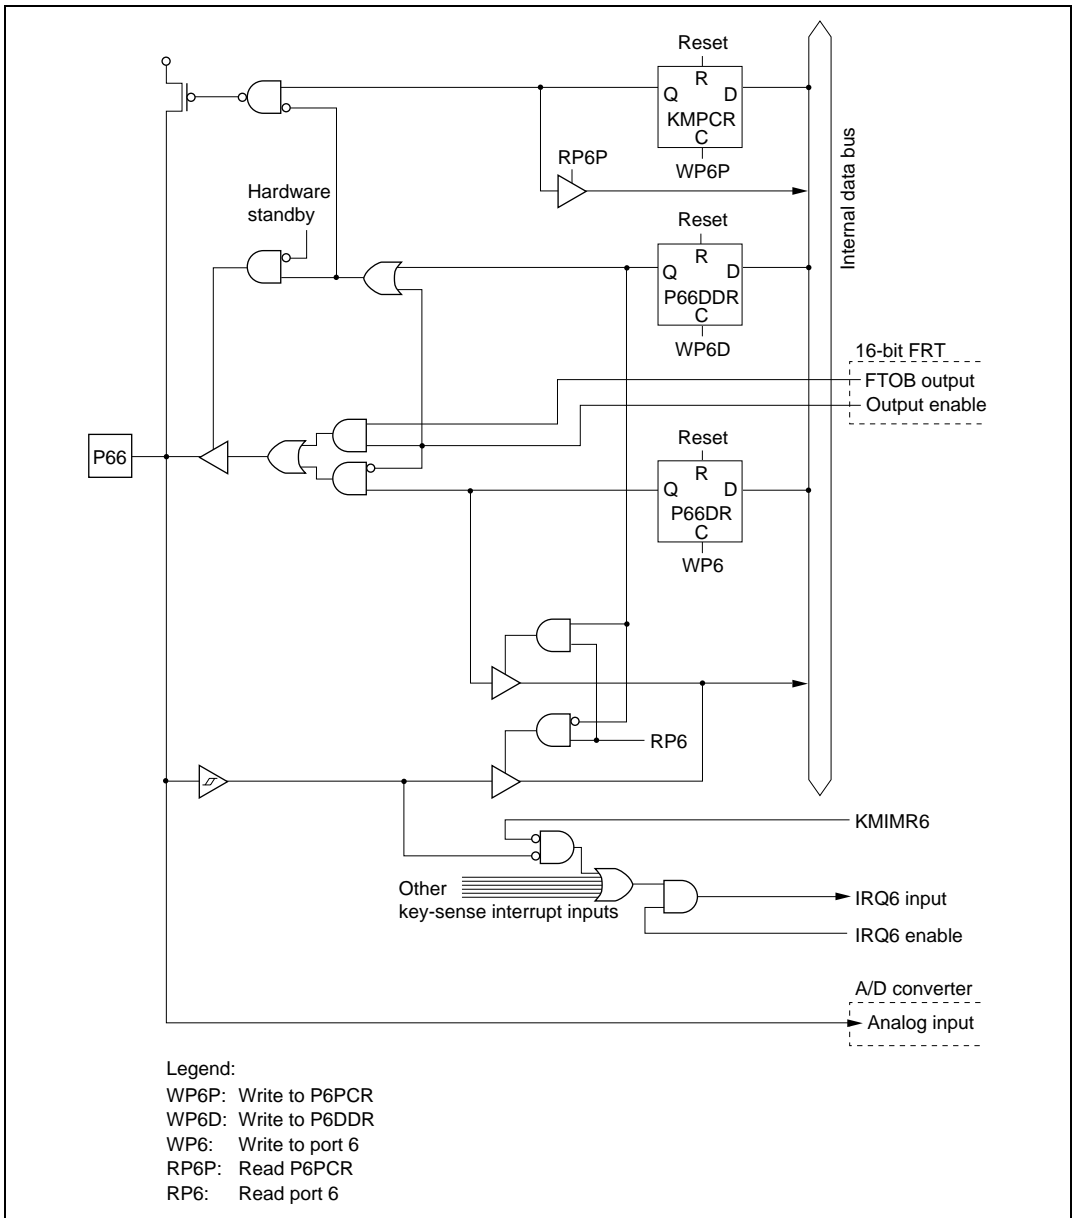 Reset
R
Q D
KMPCR
C
WP6P
RP6P
Hardware
standby
Internal data bus
Reset
R
Q D
P66DDR
C
WP6D
16-bit FRT
FTOB output
Output enable
P66
Reset
R
Q D
P66DR
C
WP6
RP6
KMIMR6
Other
key-sense interrupt inputs
IRQ6 input
IRQ6 enable
A/D converter
Analog input
Legend:
WP6P: Write to P6PCR
WP6D: Write to P6DDR
WP6: Write to port 6
RP6P: Read P6PCR
RP6: Read port 6